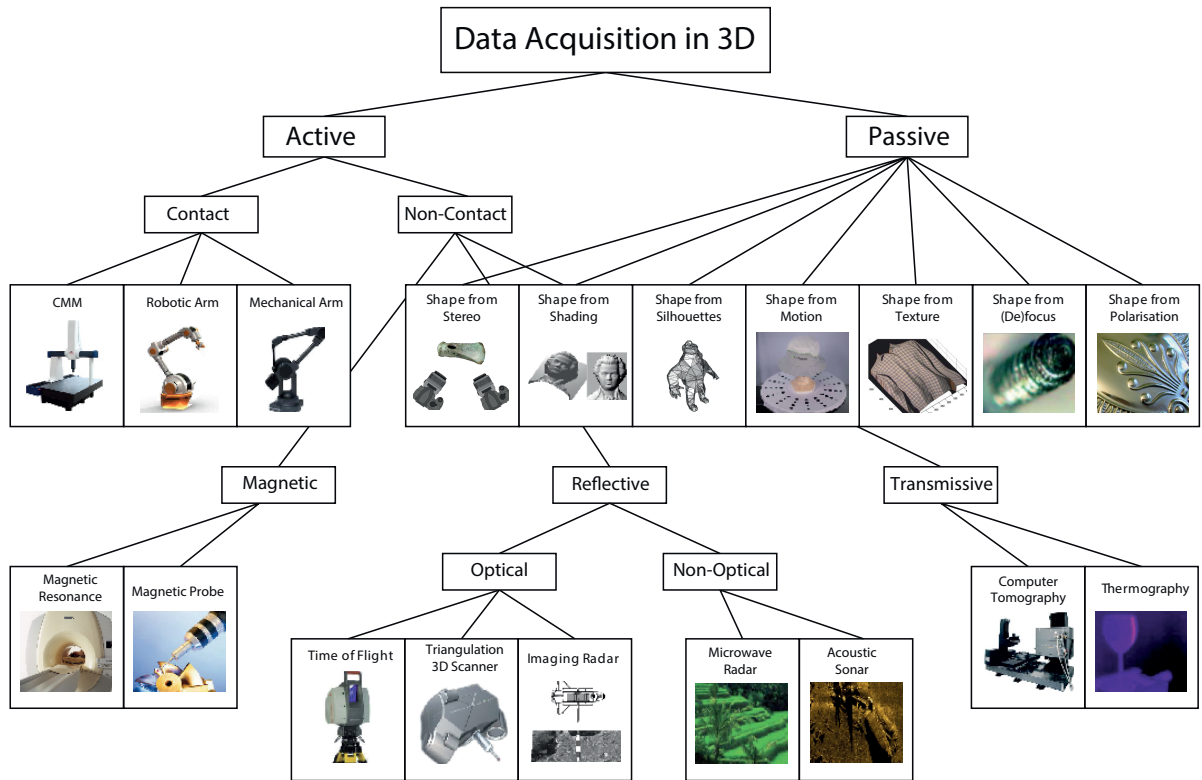 Data Acquisition in 3D
Active
Passive
Contact
Non-Contact
CMM
Robotic Arm
Mechanical Arm
Shape from
Stereo
Shape from
Shading
Shape from
Silhouettes
Shape from
Motion
Shape from
Texture
Shape from
(De)focus
Shape from
Polarisation
Magnetic
Reflective
Transmissive
Magnetic
Resonance
Magnetic Probe
Optical
Non-Optical
Computer
Tomography
Thermography
Time of Flight
Triangulation
3D Scanner
Imaging Radar
Microwave
Radar
Acoustic
Sonar